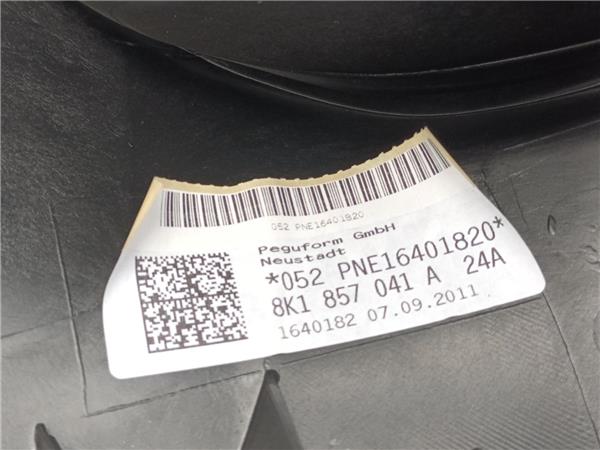 052 PNE16401820
Peguform GmbH
Neustadt
*052 PNE16401820*
8K1 857 041 A 24A
1640182 07.09.2011